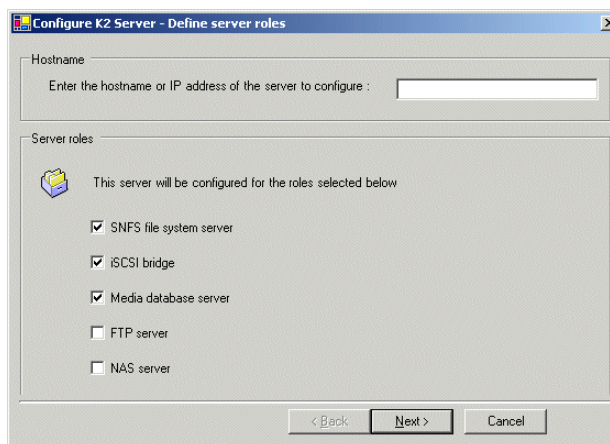 Configure K2 Server - Define server roles
Hostname
Enter the hostname or IP address of the server to configure :
Server roles
This server will be configured for the roles selected below
SNFS file system server
iSCSI bridge
Media database server
FTP server
NAS server
< Back
Next >
Cancel